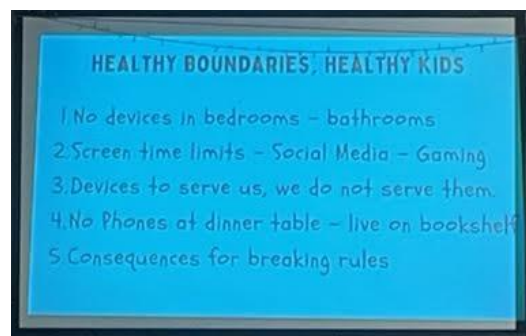 HEALTHY BOUNDARIES, HEALTHY KIDS
1. No devices in bedrooms - bathrooms
2. Screen time limits - Social Media - Gaming
3. Devices to serve us, we do not serve them.
4. No Phones at dinner table - live on bookshelf
5. Consequences for breaking rules